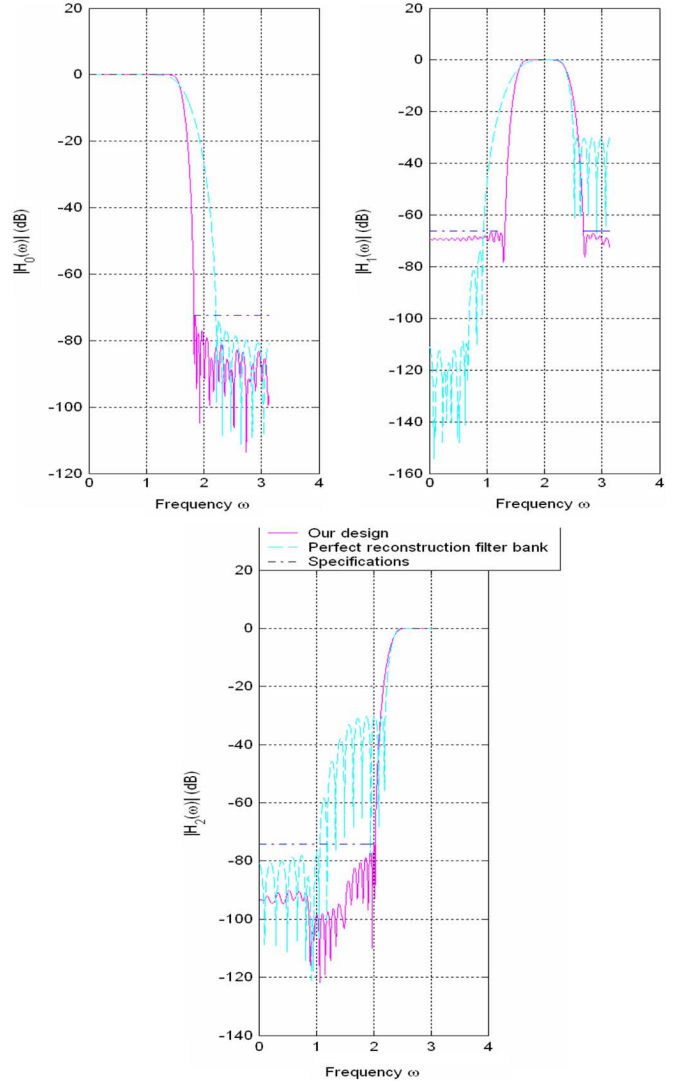 20
0
-20
-40
-60
-80
-100
-120
0 1 2 3 4
Frequency ω
|H0(ω)| (dB)
20
0
-20
-40
-60
-80
-100
-120
-140
-160
0 1 2 3 4
Frequency ω
|H1(ω)| (dB)
Our design
Perfect reconstruction filter bank
Specifications
20
0
-20
-40
-60
-80
-100
-120
-140
0 1 2 3 4
Frequency ω
|H2(ω)| (dB)